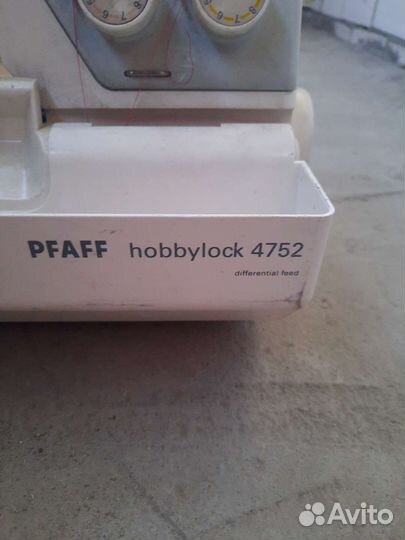 PFAFF hobbylock 4752
differential feed
Avito